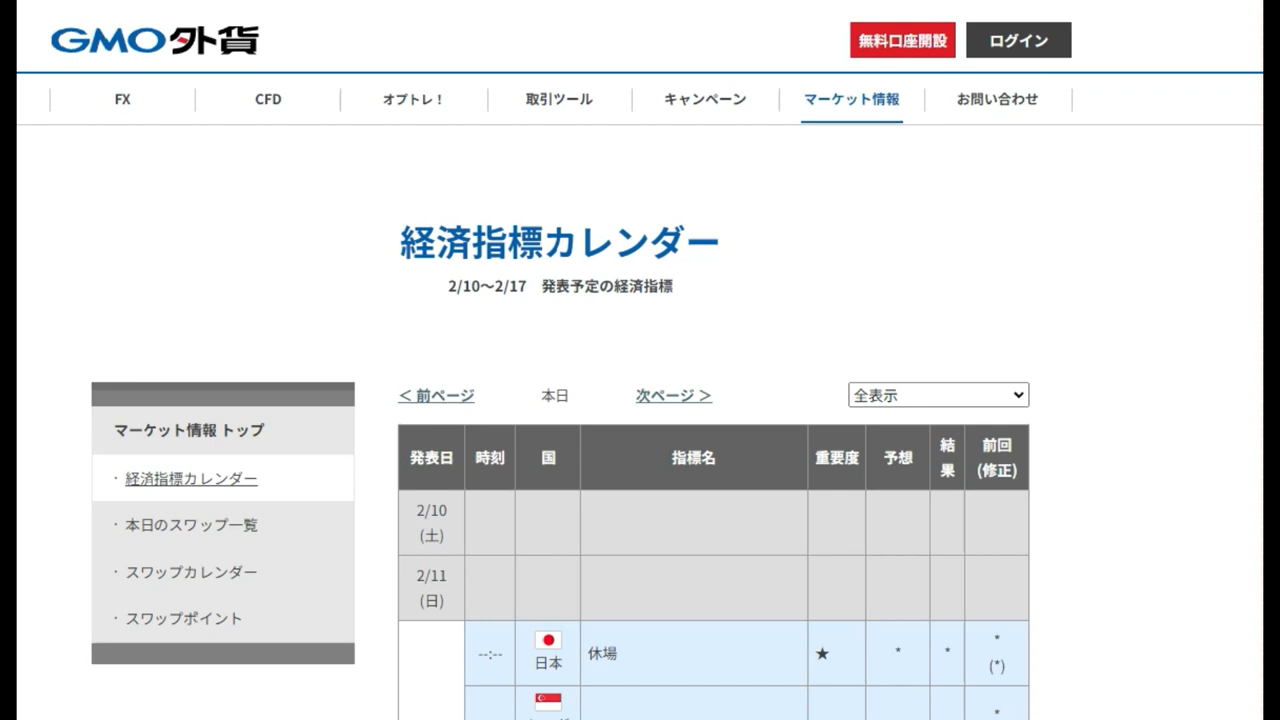 GMO外貨
無料口座開設
ログイン
FX
CFD
オプトレ！
取引ツール
キャンペーン
マーケット情報
お問い合わせ
経済指標カレンダー
2/10～2/17　発表予定の経済指標
マーケット情報 トップ
· 経済指標カレンダー
· 本日のスワップ一覧
· スワップカレンダー
· スワップポイント
＜前ページ
本日
次ページ＞
全表示
発表日
時刻
国
指標名
重要度
予想
結
果
前回
(修正)
2/10
(土)
2/11
(日)
--:--
日本
休場
★
*
*
*
(*)
*